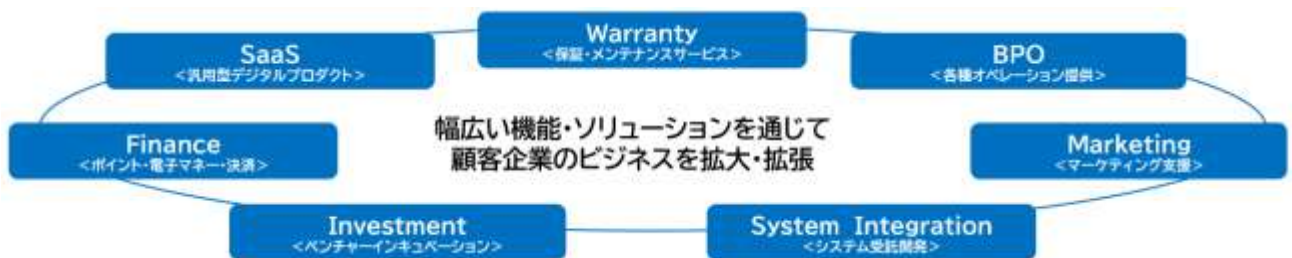 Warranty
<保証・メンテナンスサービス>
SaaS
<汎用型デジタルプロダクト>
BPO
<各種オペレーション提供>
Finance
<ポイント・電子マネー・決済>
幅広い機能・ソリューションを通じて
顧客企業のビジネスを拡大・拡張
Marketing
<マーケティング支援>
Investment
<ベンチャーインキュベーション>
System Integration
<システム受託開発>